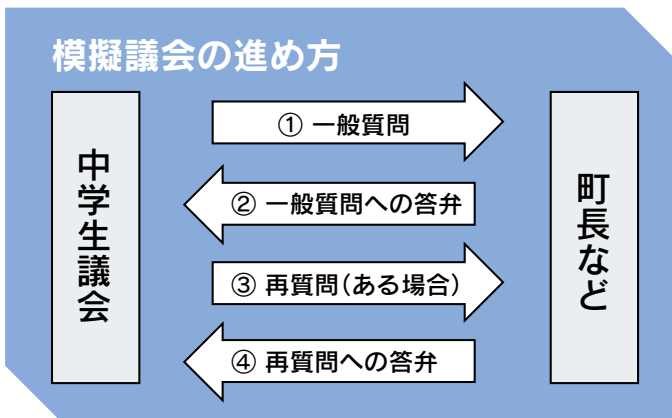 模擬議会の進め方
中学生議会
① 一般質問
② 一般質問への答弁
③ 再質問(ある場合)
④ 再質問への答弁
町長など